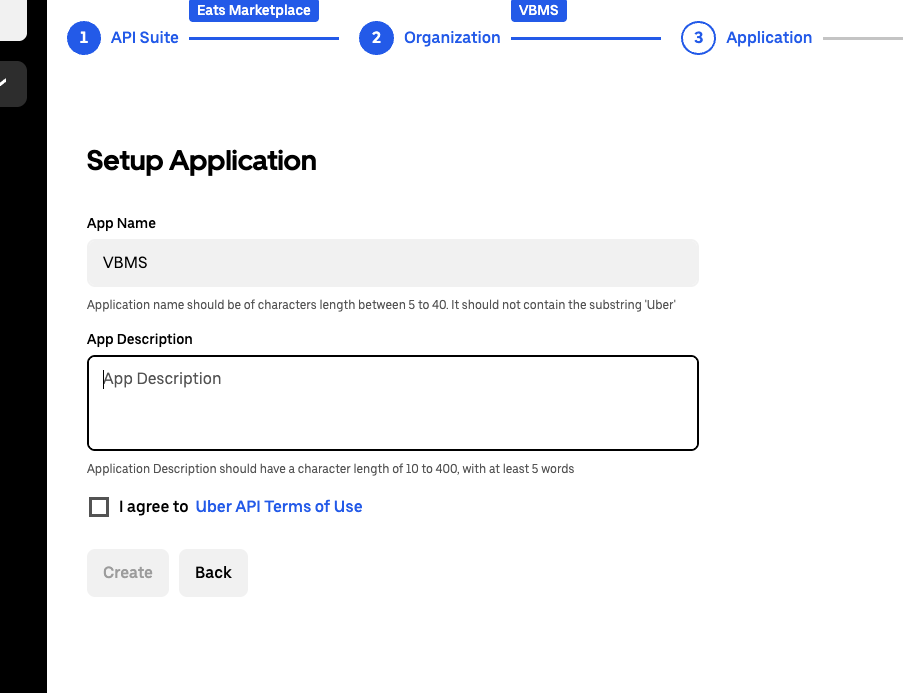 Eats Marketplace
VBMS
1 API Suite
2 Organization
3 Application
Setup Application
App Name
VBMS
Application name should be of characters length between 5 to 40. It should not contain the substring 'Uber'
App Description
App Description
Application Description should have a character length of 10 to 400, with at least 5 words
I agree to Uber API Terms of Use
Create
Back